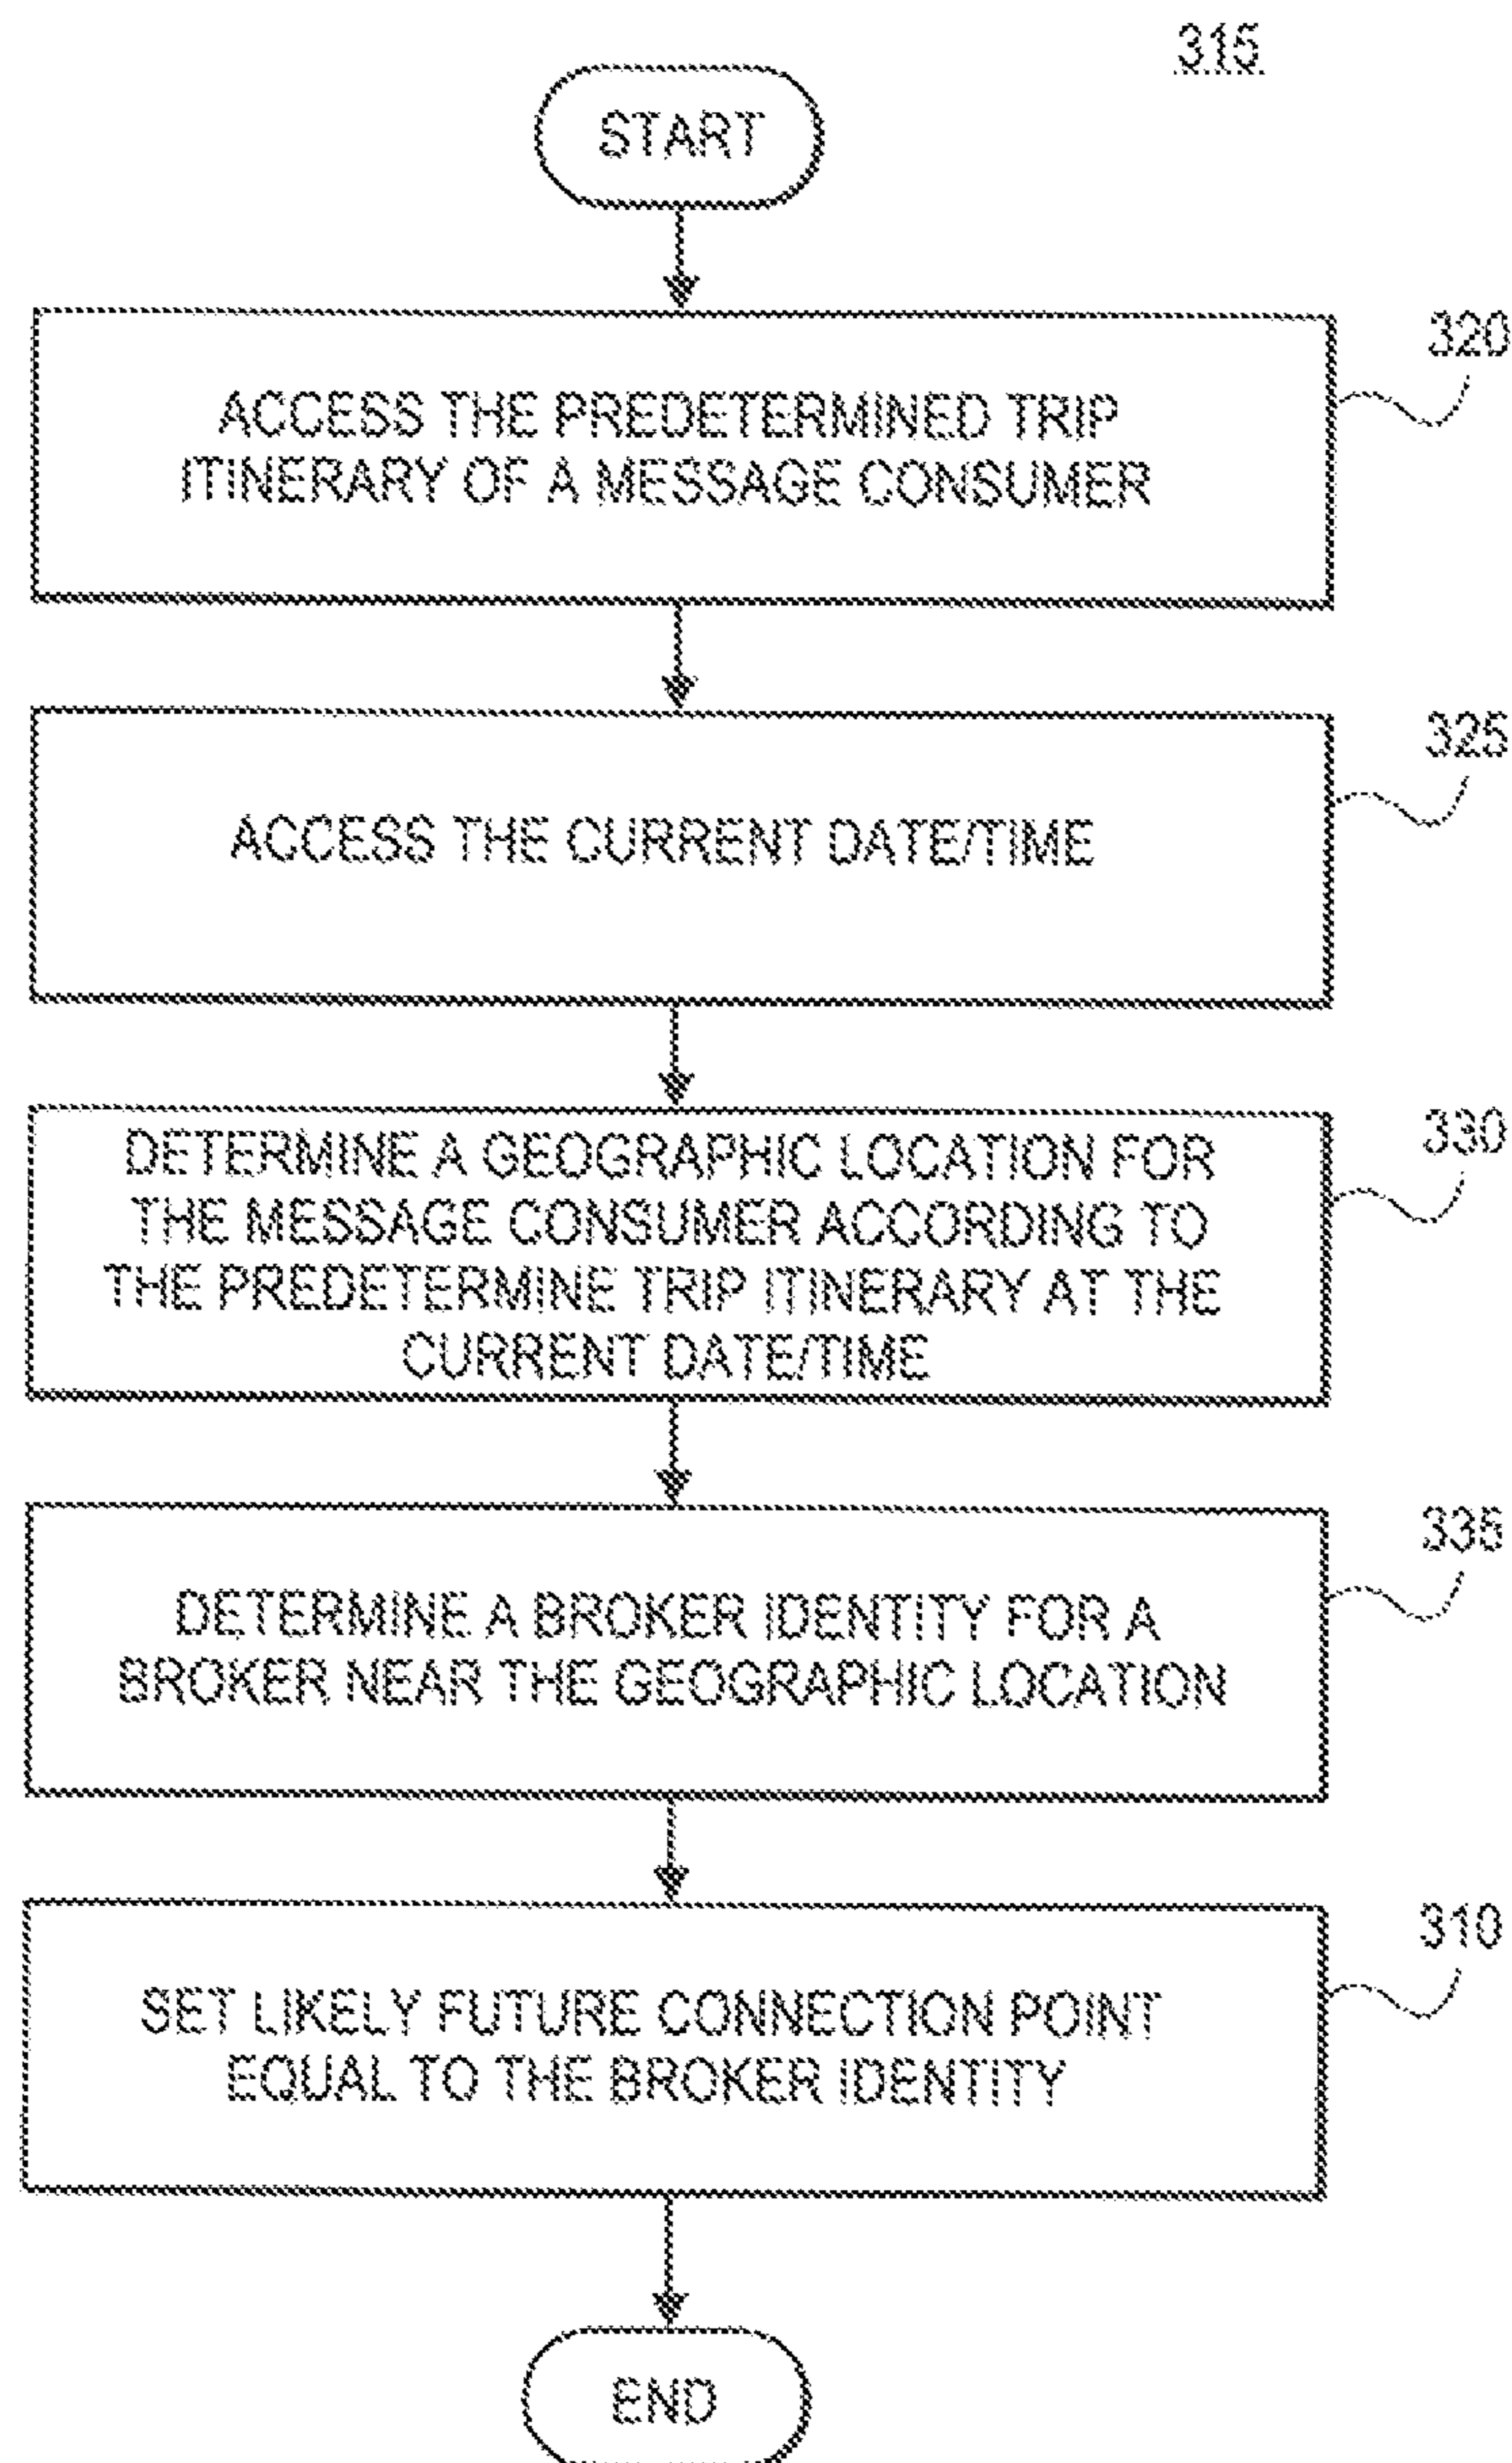 315
START
320
ACCESS THE PREDETERMINED TRIP
ITINERARY OF A MESSAGE CONSUMER
325
ACCESS THE CURRENT DATE/TIME
330
DETERMINE A GEOGRAPHIC LOCATION FOR
THE MESSAGE CONSUMER ACCORDING TO
THE PREDETERMINE TRIP ITINERARY AT THE
CURRENT DATE/TIME
335
DETERMINE A BROKER IDENTITY FOR A
BROKER NEAR THE GEOGRAPHIC LOCATION
310
SET LIKELY FUTURE CONNECTION POINT
EQUAL TO THE BROKER IDENTITY
END